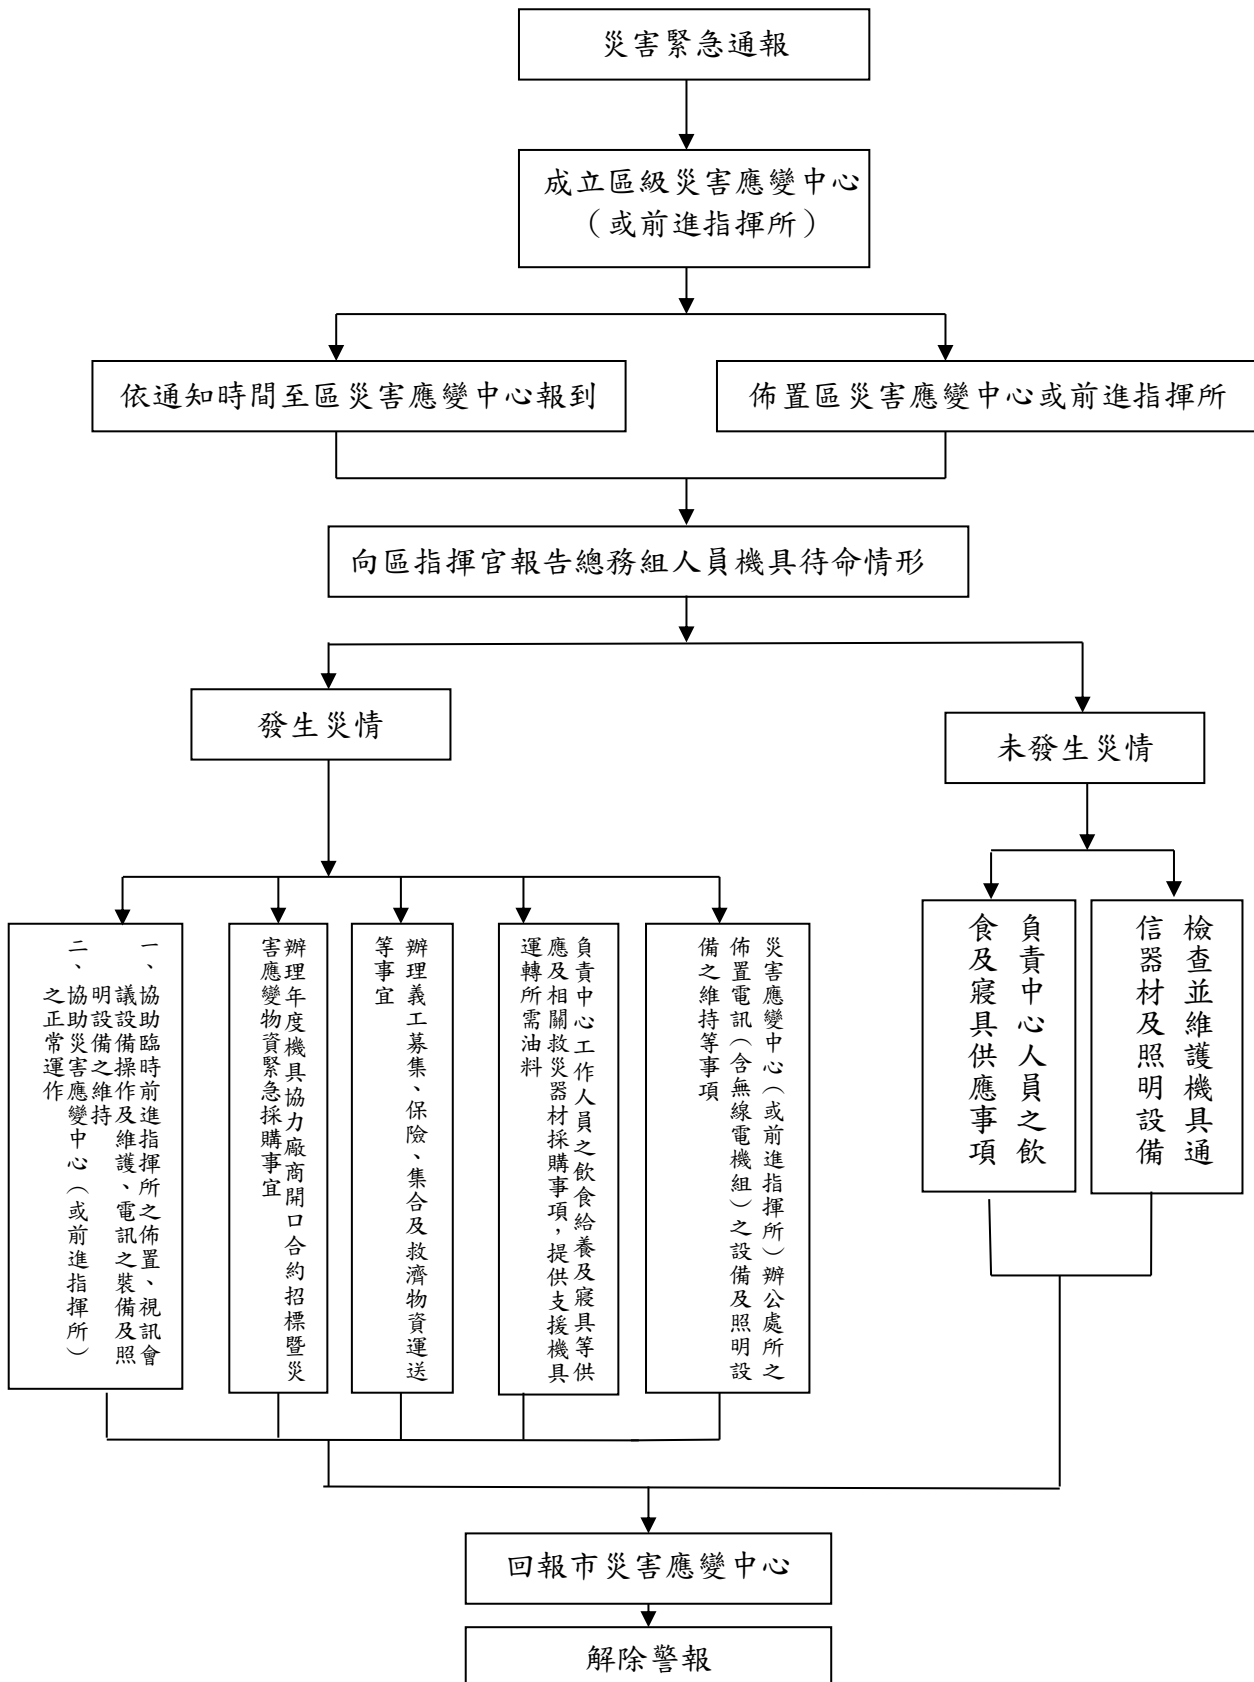 災害緊急通報
成立區級災害應變中心
（或前進指揮所）
依通知時間至區災害應變中心報到
佈置區災害應變中心或前進指揮所
向區指揮官報告總務組人員機具待命情形
發生災情
未發生災情
一、協助臨時前進指揮所之佈置、視訊會
議設備操作及維護、電訊之裝備及照
明設備之維持
二、協助災害應變中心（或前進指揮所）
之正常運作
辦理年度機具協力廠商開口合約招標暨災
害應變物資緊急採購事宜
辦理義工募集、保險、集合及救濟物資運送
等事宜
負責中心工作人員之飲食給養及寢具等供
應及相關救災器材採購事項，提供支援機具
運轉所需油料
災害應變中心（或前進指揮所）辦公處所之
佈置電訊（含無線電機組）之設備及照明設
備之維持等事項
負責中心人員之飲
食及寢具供應事項
檢查並維護機具通
信器材及照明設備
回報市災害應變中心
解除警報